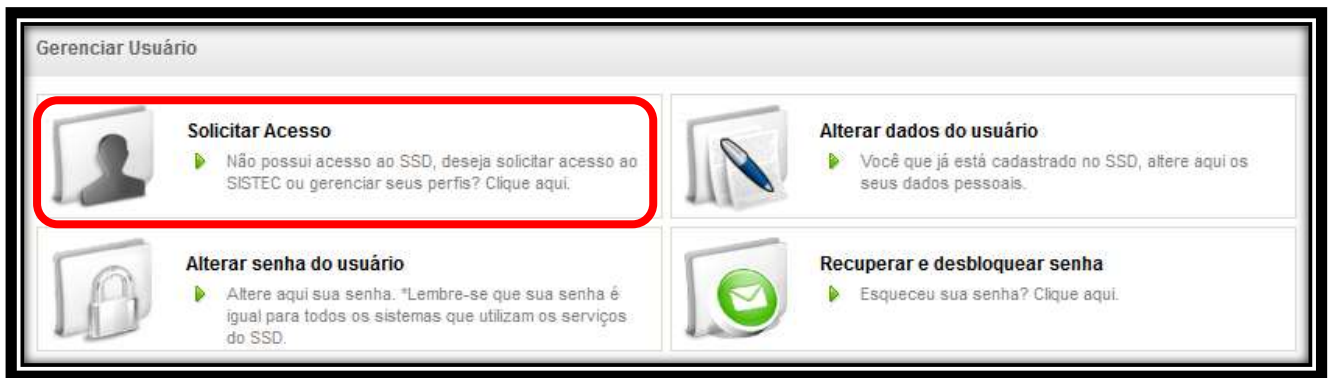 Gerenciar Usuário
Solicitar Acesso
Não possui acesso ao SSD, deseja solicitar acesso ao
SISTEC ou gerenciar seus perfis? Clique aqui.
Alterar dados do usuário
Você que já está cadastrado no SSD, altere aqui os
seus dados pessoais.
Alterar senha do usuário
Altere aqui sua senha. *Lembre-se que sua senha é
igual para todos os sistemas que utilizam os serviços
do SSD.
Recuperar e desbloquear senha
Esqueceu sua senha? Clique aqui.